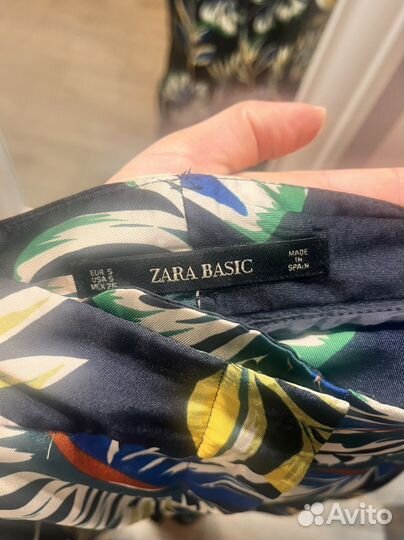 EUR S
USA S
MEX 26
ZARA BASIC
MADE
IN
SPAIN
Avito